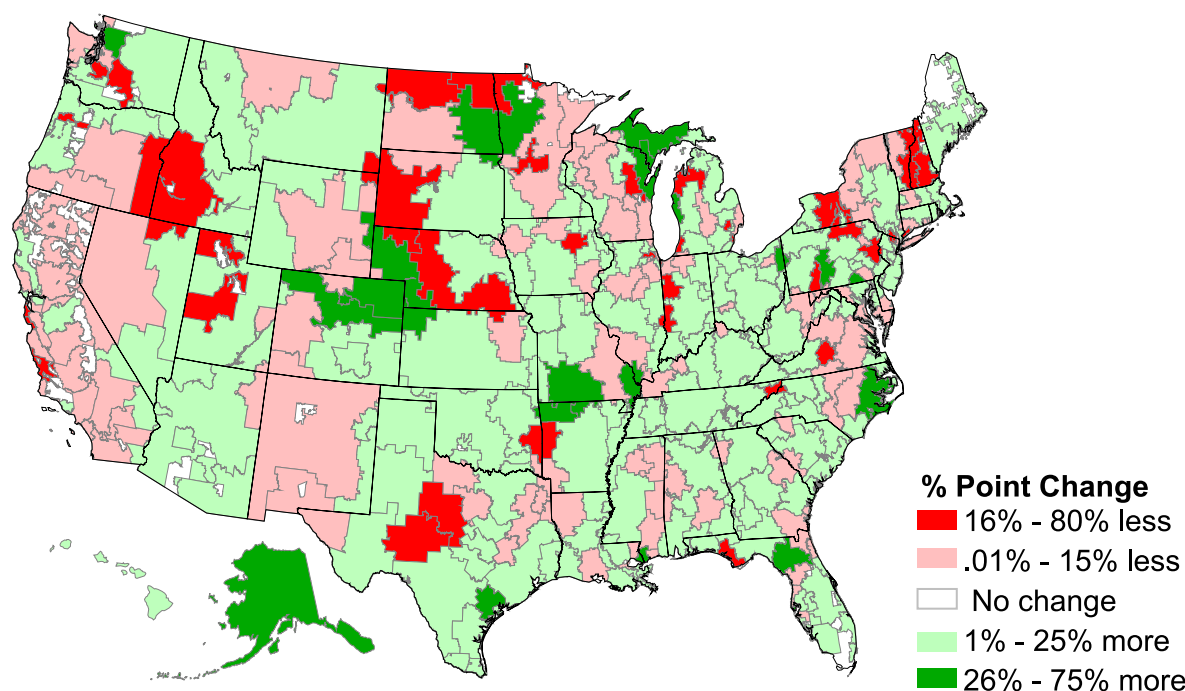 % Point Change
16% - 80% less
.01% - 15% less
No change
1% - 25% more
26% - 75% more